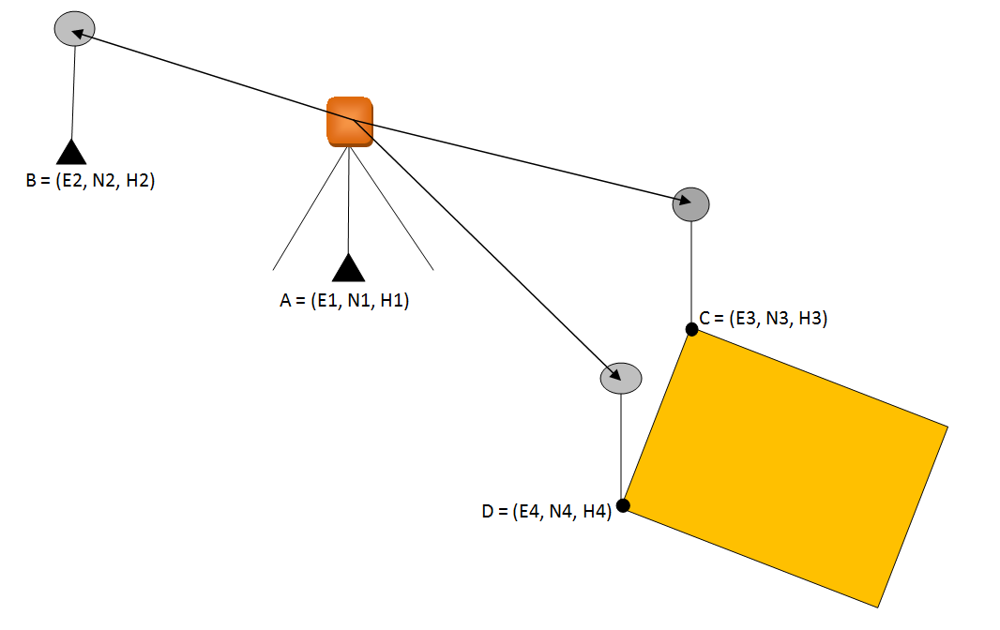 B = (E2, N2, H2)
A = (E1, N1, H1)
C = (E3, N3, H3)
D = (E4, N4, H4)